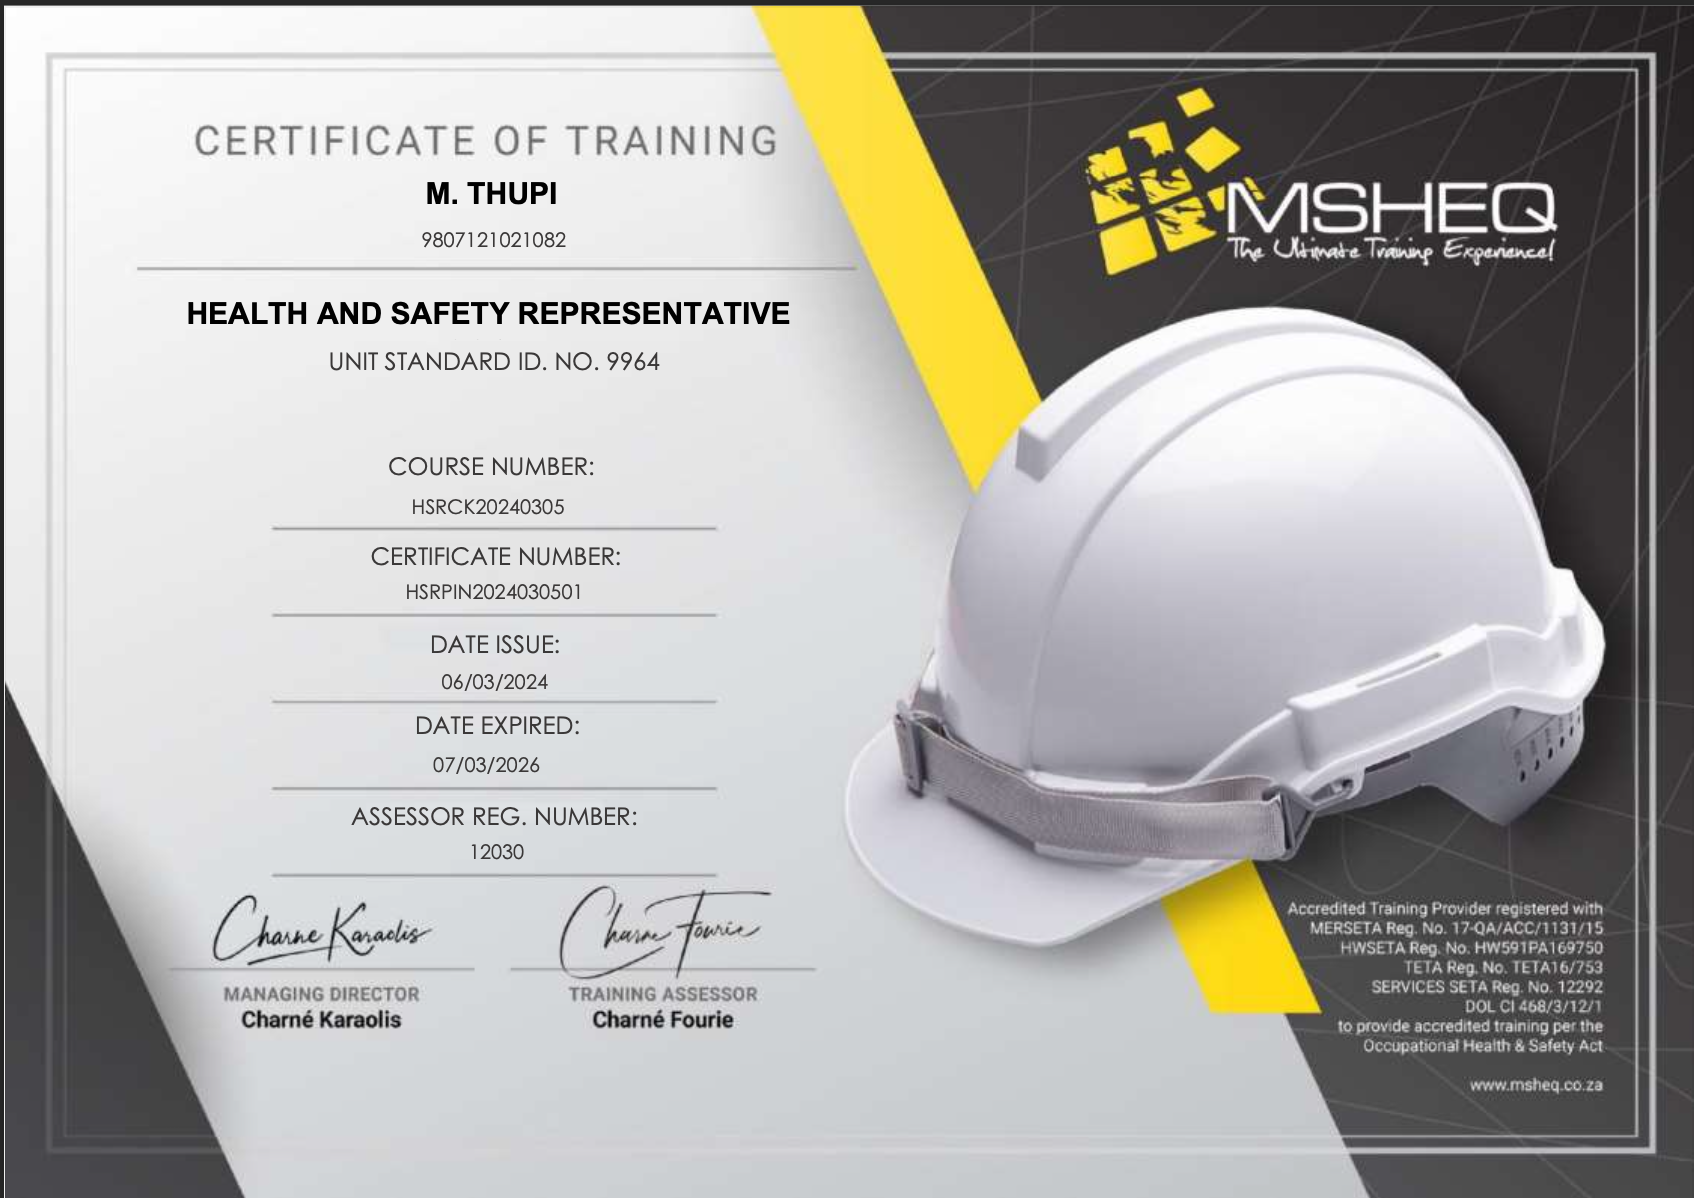 CERTIFICATE OF TRAINING
M. THUPI
9807121021082
HEALTH AND SAFETY REPRESENTATIVE
UNIT STANDARD ID. NO. 9964
COURSE NUMBER:
HSRCK20240305
CERTIFICATE NUMBER:
HSRPIN2024030501
DATE ISSUE:
06/03/2024
DATE EXPIRED:
07/03/2026
ASSESSOR REG. NUMBER:
12030
Charne Karaolis
Charne Fourie
MANAGING DIRECTOR
TRAINING ASSESSOR
Charné Karaolis
Charné Fourie
MSHEQ
The Ultimate Training Experience!
Accredited Training Provider registered with
MERSETA Reg. No. 17-QA/ACC/1131/15
HWSETA Reg. No. HW591PA169750
TETA Reg. No. TETA16/753
SERVICES SETA Reg. No. 12292
DOL CI 468/3/12/1
to provide accredited training per the
Occupational Health & Safety Act
www.msheq.co.za